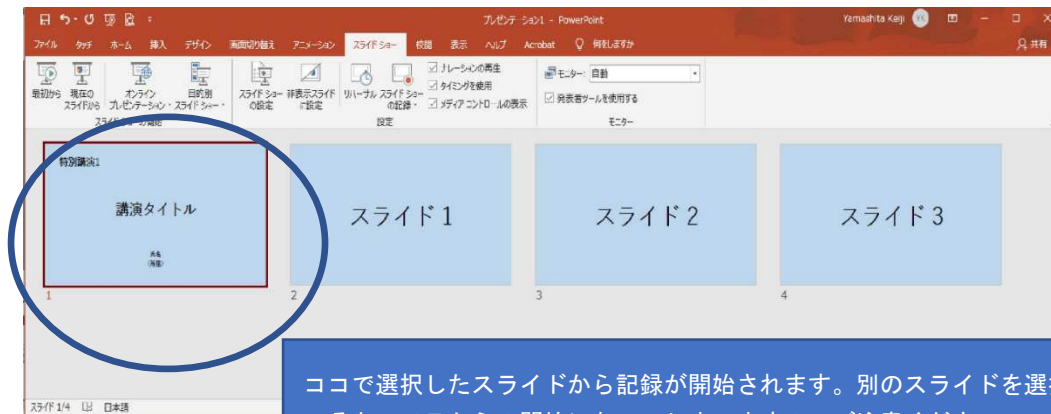 プレゼンテーション1 - PowerPoint
Yamashita Keiji
YK
ファイル タッチ ホーム 挿入 デザイン 画面切り替え アニメーション スライド ショー 校閲 表示 ヘルプ Acrobat 何をしますか 共有
最初から 現在の スライドから オンライン プレゼンテーション 目的別 スライド ショー
スライド ショーの設定 非表示スライドに設定 リハーサル スライド ショーの記録
ナレーションの再生
タイミングを使用
メディア コントロールの表示
モニター: 自動
発表者ツールを使用する
設定
モニター
特別講演1
講演タイトル
氏名
スライド1
スライド2
スライド3
1
2
3
4
ココで選択したスライドから記録が開始されます。別のスライドを選
スライド 1/4 日本語